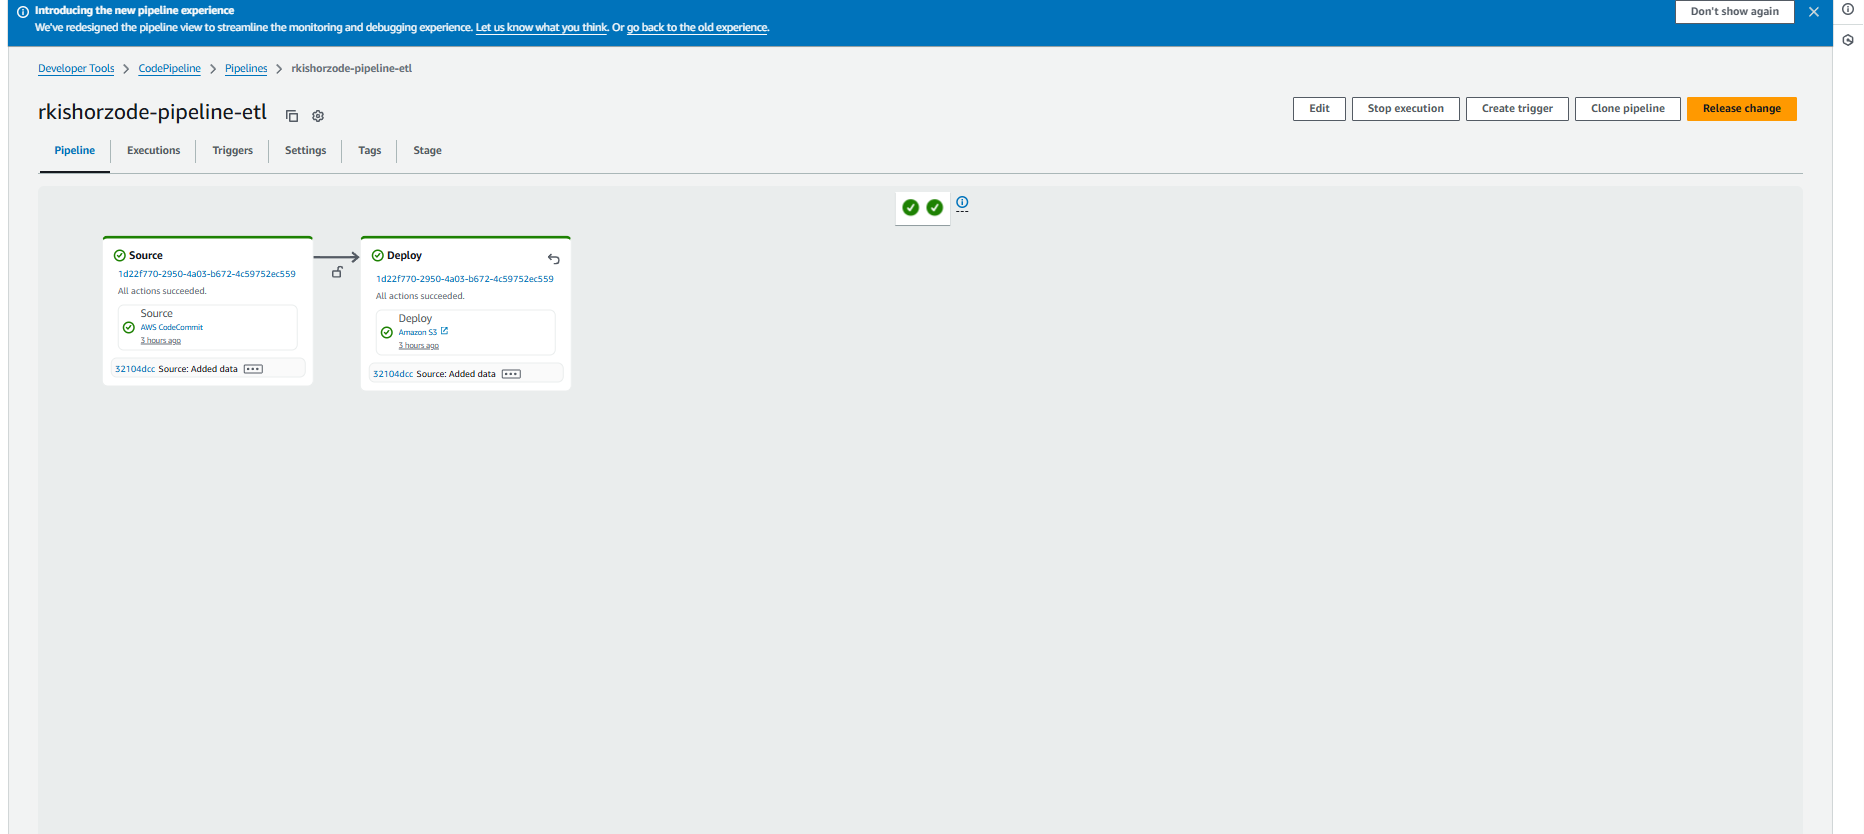 Introducing the new pipeline experience
We've redesigned the pipeline view to streamline the monitoring and debugging experience. Let us know what you think. Or go back to the old experience.
Don't show again
Developer Tools
CodePipeline
Pipelines
rkishorzode-pipeline-etl
rkishorzode-pipeline-etl
Edit
Stop execution
Create trigger
Clone pipeline
Release change
Pipeline
Executions
Triggers
Settings
Tags
Stage
Source
1d22f770-2950-4a03-b672-4c59752ec559
All actions succeeded.
Source
AWS CodeCommit
3 hours ago
32104dcc Source: Added data
Deploy
1d22f770-2950-4a03-b672-4c59752ec559
All actions succeeded.
Deploy
Amazon S3
3 hours ago
32104dcc Source: Added data